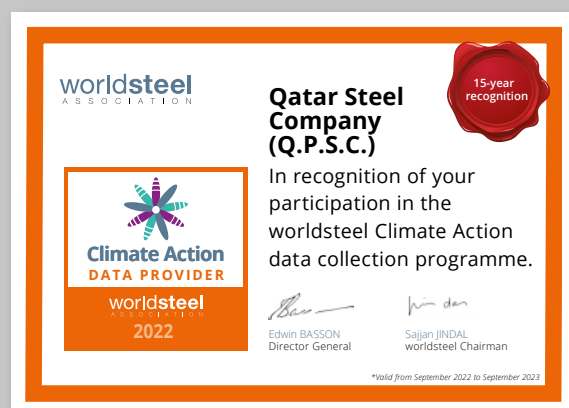 worldsteel
ASSOCIATION
15-year
recognition
Qatar Steel
Company
(Q.P.S.C.)
In recognition of your
participation in the
worldsteel Climate Action
data collection programme.
Climate Action
DATA PROVIDER
worldsteel
ASSOCIATION
2022
Edwin BASSON
Director General
Sajjan JINDAL
worldsteel Chairman
*Valid from September 2022 to September 2023